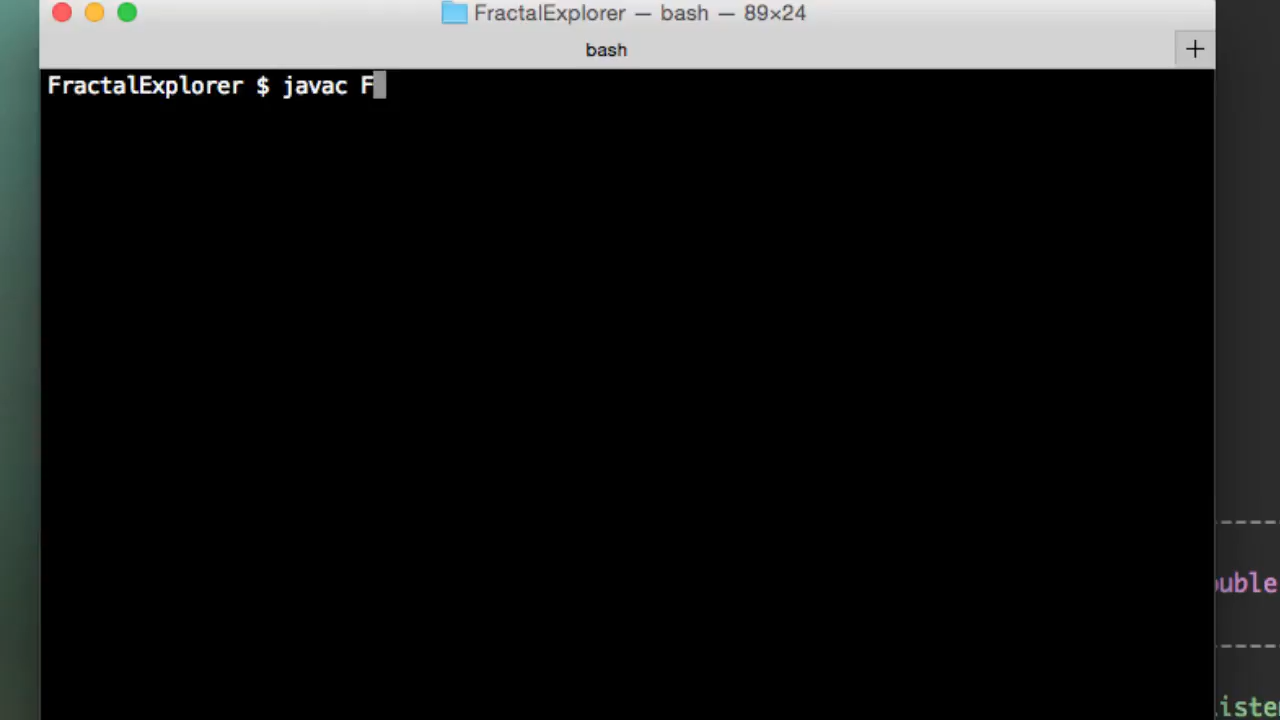 FractalExplorer — bash — 89×24
bash
+
FractalExplorer $ javac F